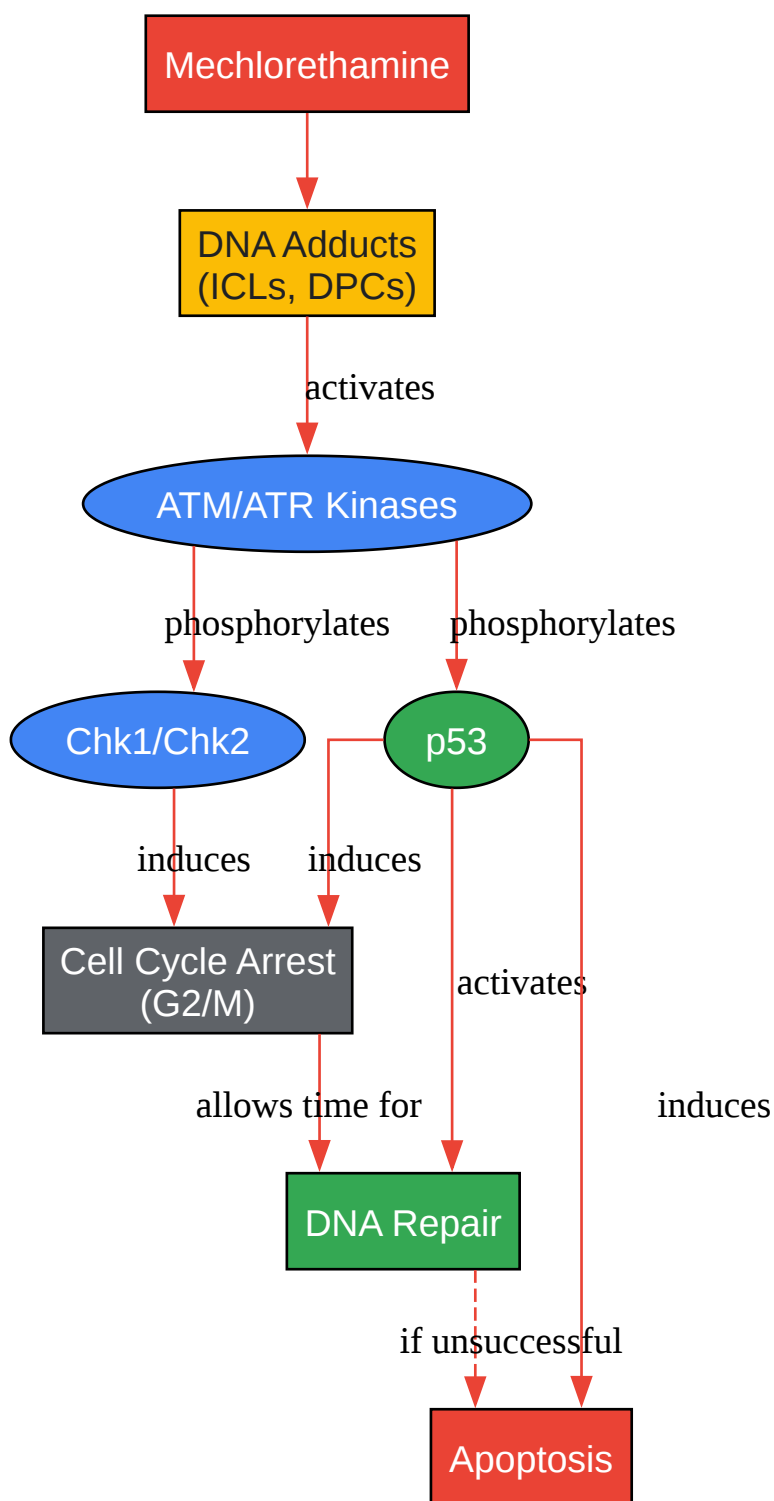 Mechlorethamine
DNA Adducts
(ICLs, DPCs)
activates
ATM/ATR Kinases
phosphorylates
phosphorylates
Chk1/Chk2
p53
induces
induces
Cell Cycle Arrest
(G2/M)
activates
allows time for
induces
DNA Repair
if unsuccessful
Apoptosis